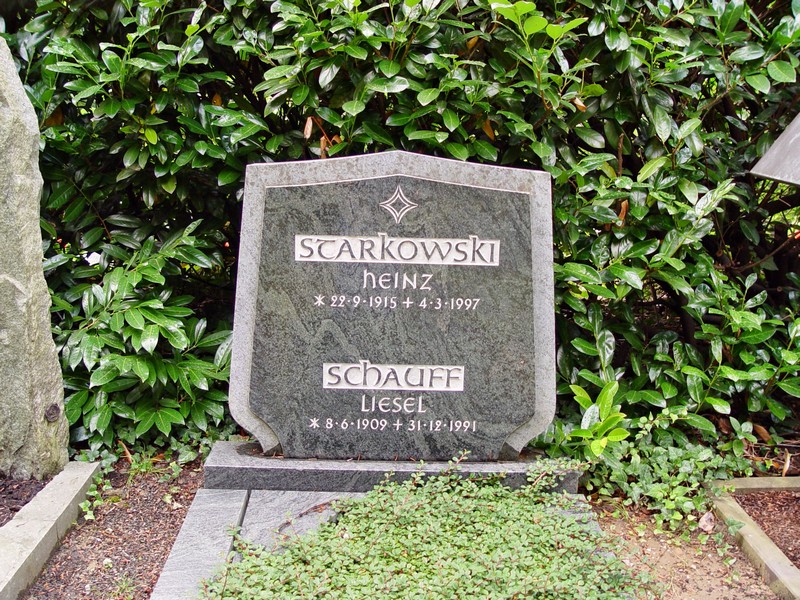 STARKOWSKI
HEINZ
* 22·9·1915 + 4·3·1997
SCHAUFF
LIESEL
* 8·6·1909 + 31·12·1991